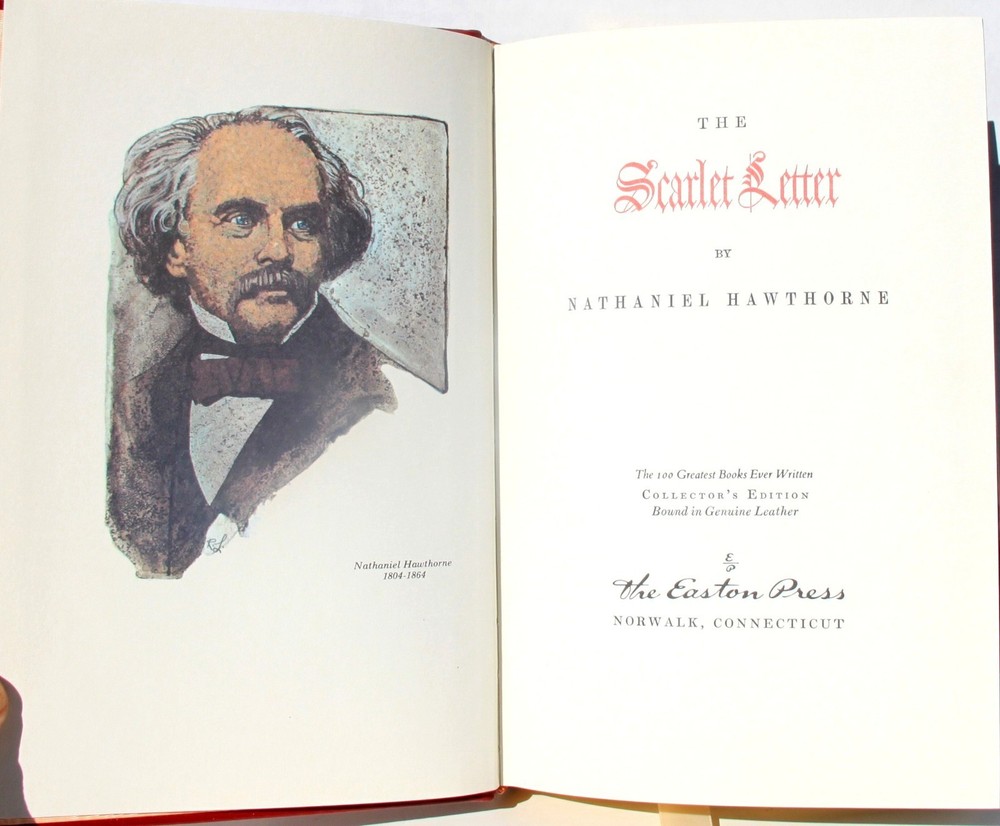 Nathaniel Hawthorne
1804-1864
THE
Scarlet Letter
BY
NATHANIEL HAWTHORNE
The 100 Greatest Books Ever Written
COLLECTOR'S EDITION
Bound in Genuine Leather
E
P
The Easton Press
NORWALK, CONNECTICUT